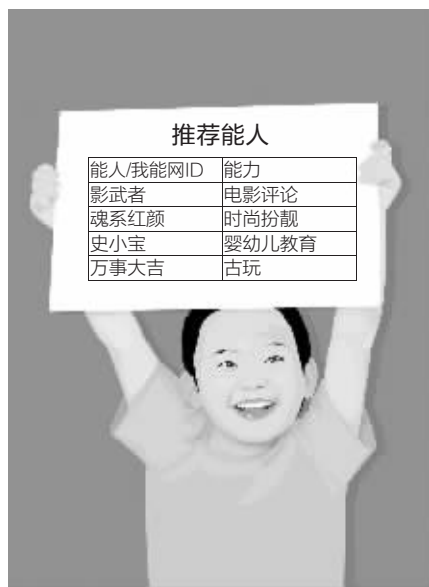 推荐能人
能人/我能网ID 能力
影武者 电影评论
魂系红颜 时尚扮靓
史小宝 婴幼儿教育
万事大吉 古玩